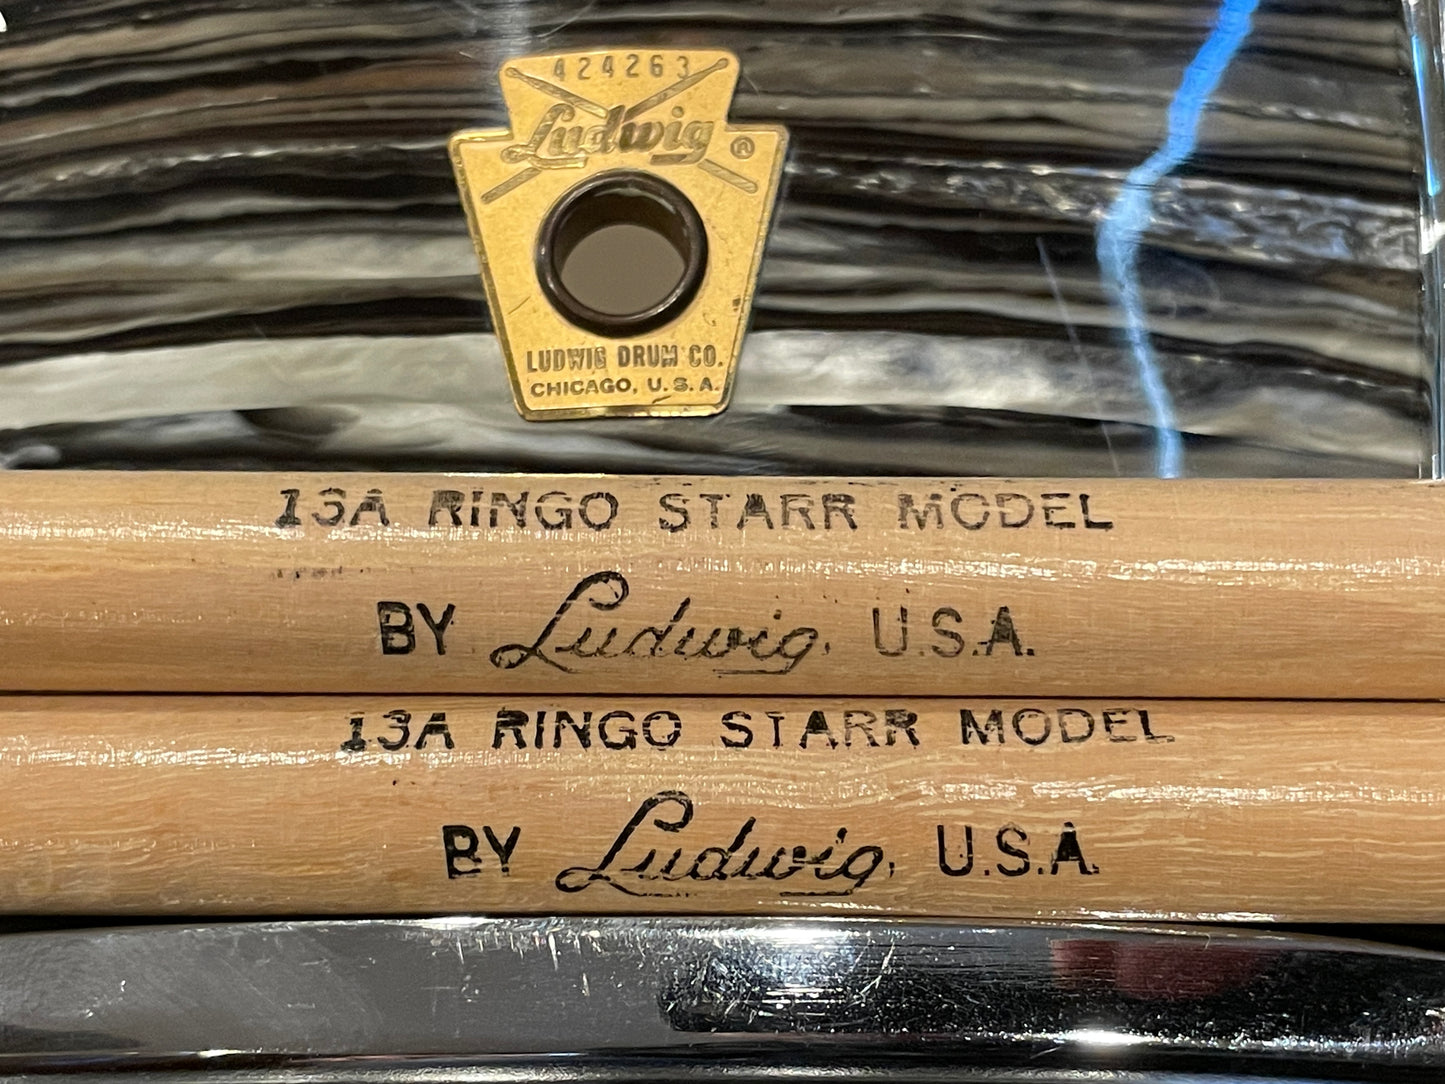 424263
Ludwig ®
LUDWIG DRUM CO.
CHICAGO, U.S.A.
13A RINGO STARR MODEL
BY Ludwig, U.S.A.
13A RINGO STARR MODEL
BY Ludwig, U.S.A.